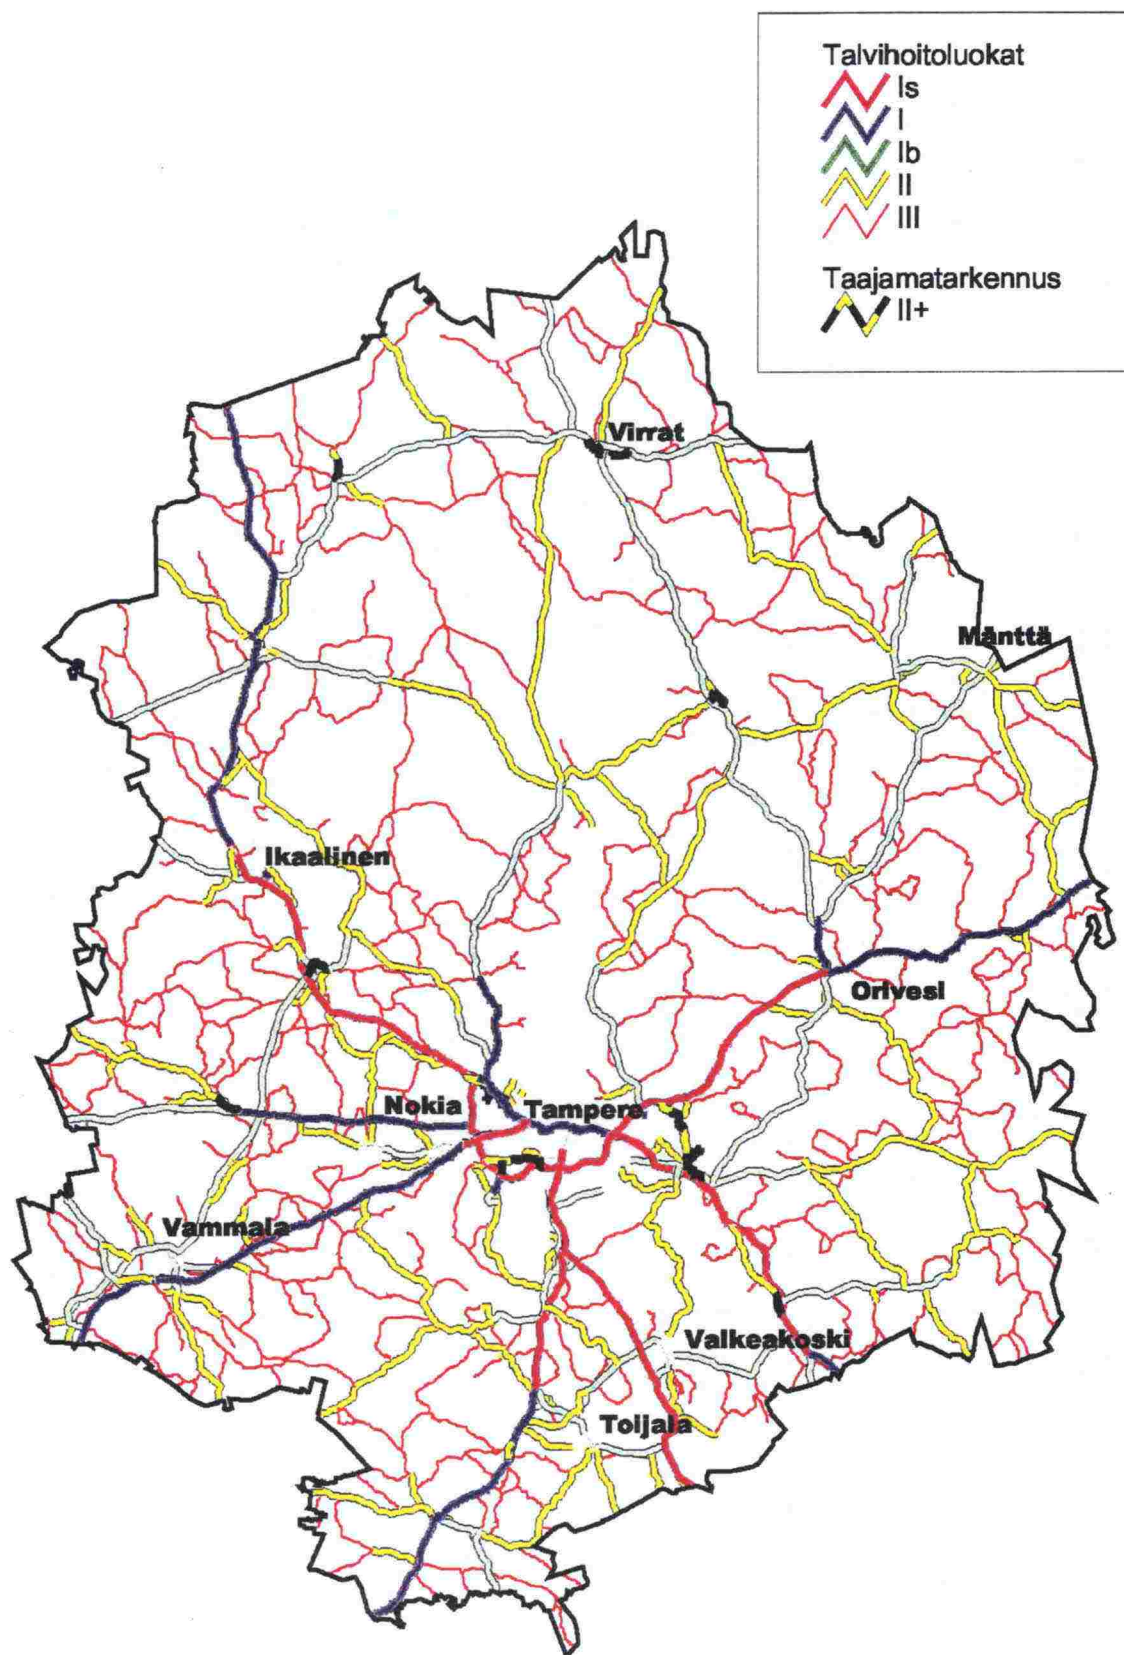 Talvihoitoluokat
Is
I
Ib
II
III
Taajamatarkennus
II+
Virrat
Mänttä
Ikaalinen
Orivesi
Nokia
Tampere
Vammala
Valkeakoski
Toijala